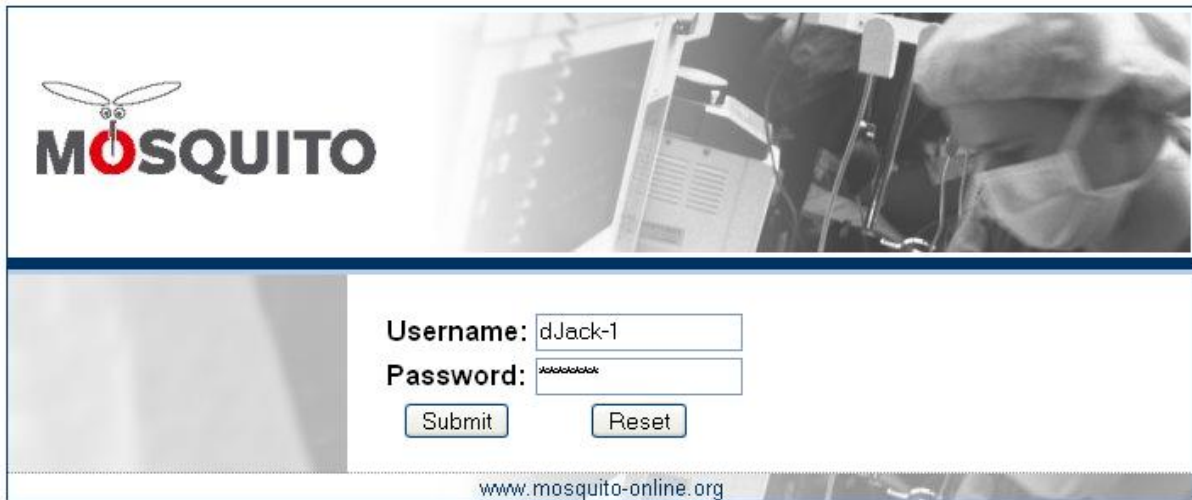 MOSQUITO
Username: dJack-1
Password: ********
Submit Reset
www.mosquito-online.org